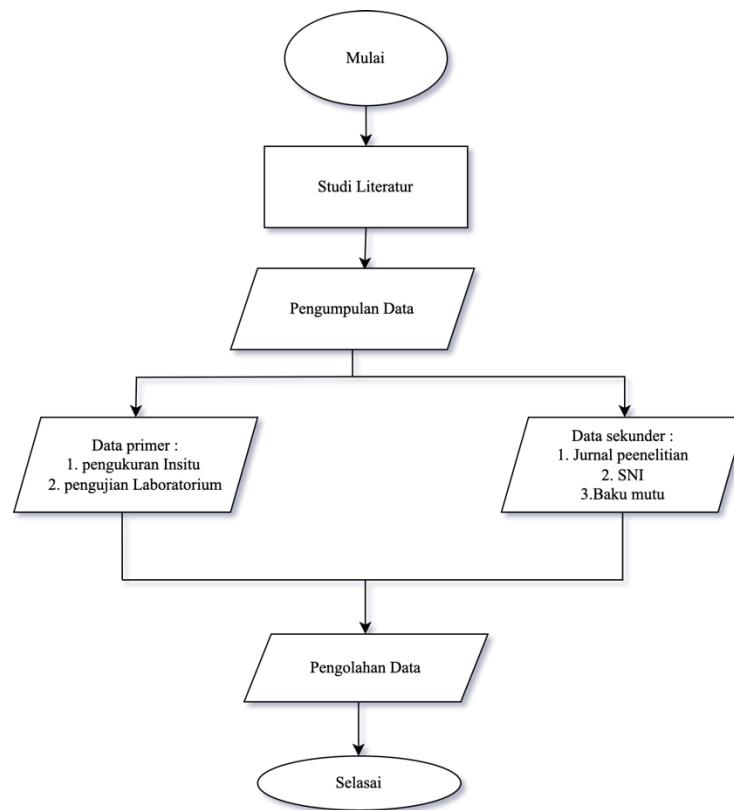 Mulai
Studi Literatur
Pengumpulan Data
Data primer :
1. pengukuran Insitu
2. pengujian Laboratorium
Data sekunder :
1. Jurnal peenelitian
2. SNI
3.Baku mutu
Pengolahan Data
Selasai